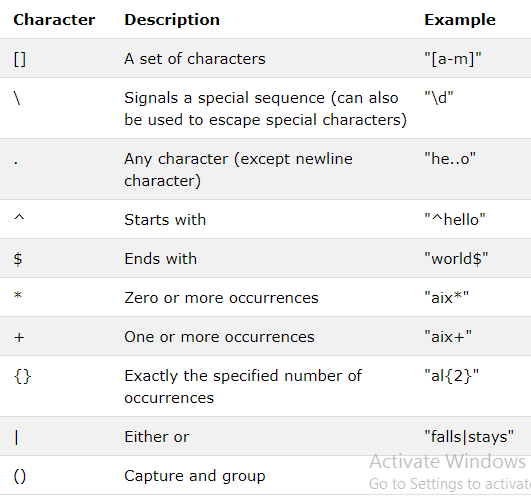 Character Description Example
[] A set of characters "[a-m]"
\ Signals a special sequence (can also "\d"
be used to escape special characters)
. Any character (except newline "he..o"
character)
^ Starts with "^hello"
$ Ends with "world$"
* Zero or more occurrences "aix*"
+ One or more occurrences "aix+"
{} Exactly the specified number of "al{2}"
occurrences
| Either or "falls|stays"
Activate Windows
() Capture and group
Go to Settings to activat